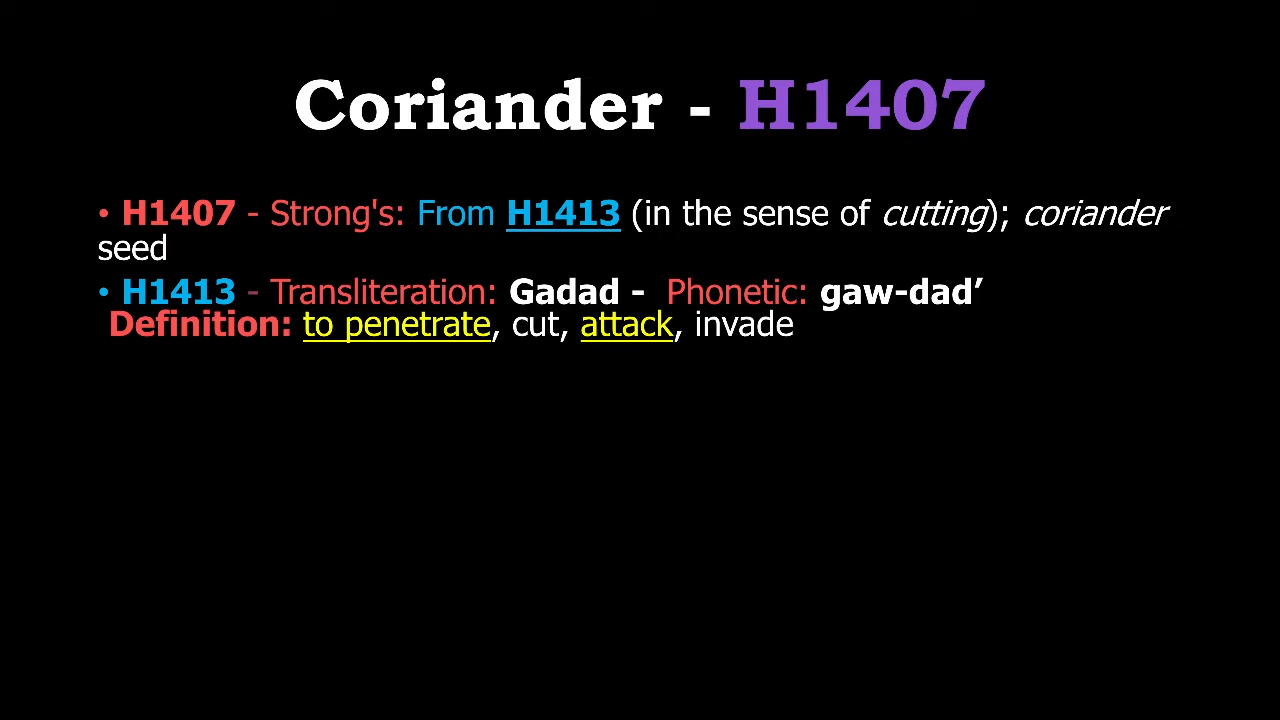 Coriander - H1407
• H1407 - Strong's: From H1413 (in the sense of cutting); coriander
seed
• H1413 - Transliteration: Gadad -  Phonetic: gaw-dad’
Definition: to penetrate, cut, attack, invade